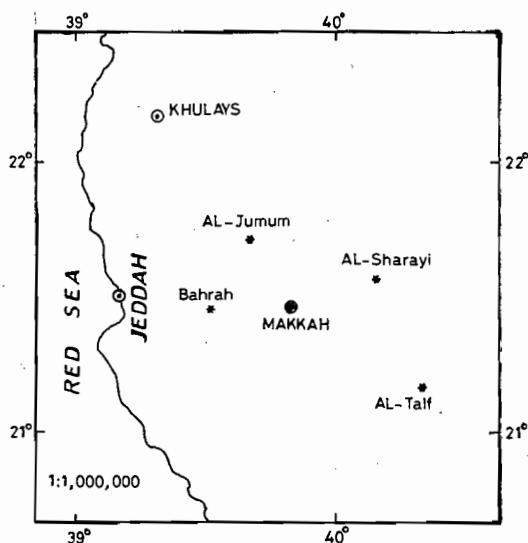 39°
40°
KHULAYS
22°
22°
AL-Jumum
AL-Sharayi
Bahrah
MAKKAH
JEDDAH
RED SEA
AL-Talf
21°
21°
1:1,000,000
39°
40°